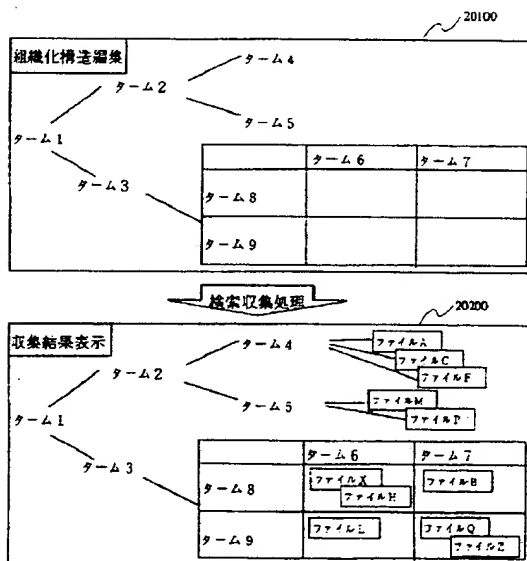 20100
組織化構造編集
ターム4
ターム2
ターム5
ターム1
ターム6 ターム7
ターム3
ターム8
ターム9
検索収集処理
20200
収集結果表示
ファイルA
ターム4
ファイルC
ターム2
ファイルF
ファイルM
ターム5
ファイルP
ターム1
ターム6 ターム7
ターム3
ファイルX ファイルB
ターム8
ファイルH
ファイルL ファイルQ
ターム9
ファイルZ